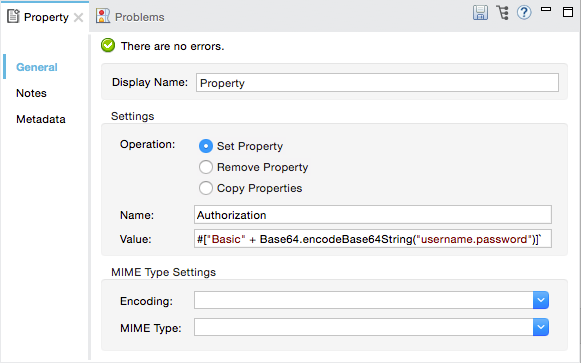 Property
Problems
There are no errors.
General
Notes
Metadata
Display Name: Property
Settings
Operation: Set Property
Remove Property
Copy Properties
Name: Authorization
Value: #["Basic" + Base64.encodeBase64String("username.password")]`
MIME Type Settings
Encoding:
MIME Type: